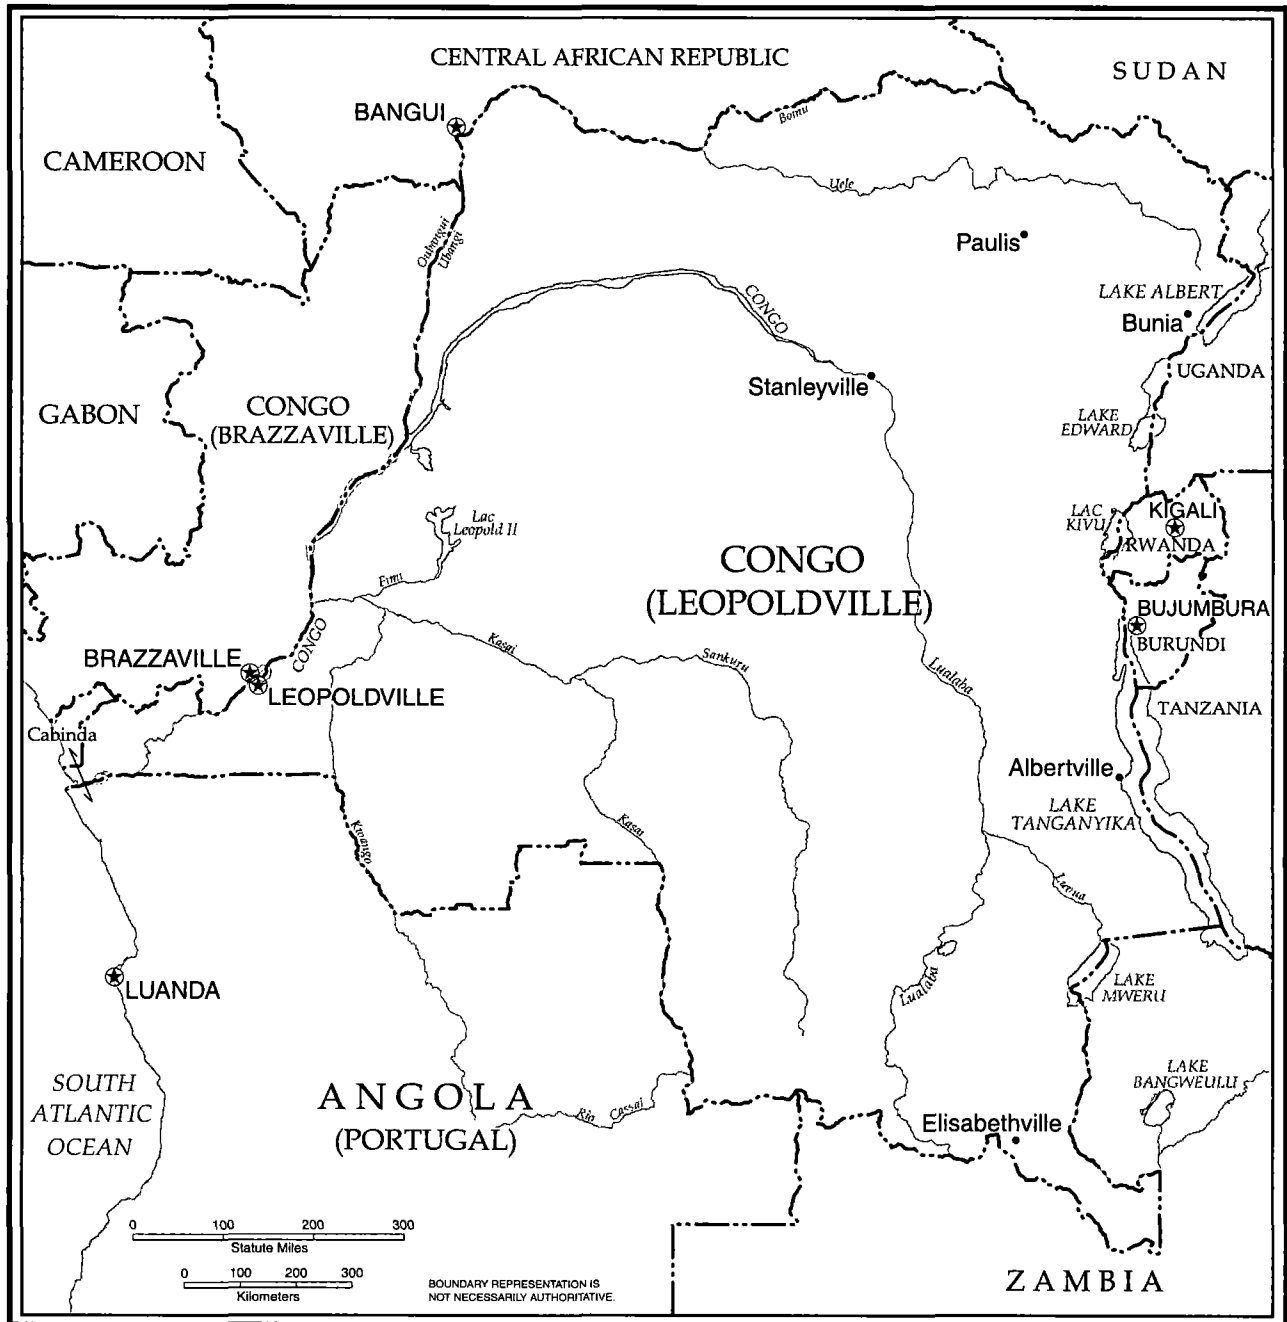 CENTRAL AFRICAN REPUBLIC
SUDAN
BANGUI
Bomu
CAMEROON
Uele
Oubangui
Ubangi
Paulis
CONGO
LAKE ALBERT
Bunia
UGANDA
Stanleyville
GABON
CONGO
(BRAZZAVILLE)
LAKE
EDWARD
Lac
Leopold II
LAC
KIVU
KIGALI
RWANDA
CONGO
(LEOPOLDVILLE)
Fimi
BUJUMBURA
BURUNDI
CONGO
Kasai
Sankuru
Lualaba
BRAZZAVILLE
LEOPOLDVILLE
TANZANIA
Cabinda
Albertville
LAKE
TANGANYIKA
Kwango
Kasai
Luvua
LUANDA
Lualaba
LAKE
MWERU
SOUTH
ATLANTIC
OCEAN
ANGOLA
(PORTUGAL)
Rio Cassai
LAKE
BANGWEULU
Elisabethville
0 100 200 300
Statute Miles
0 100 200 300
Kilometers
BOUNDARY REPRESENTATION IS
NOT NECESSARILY AUTHORITATIVE.
ZAMBIA